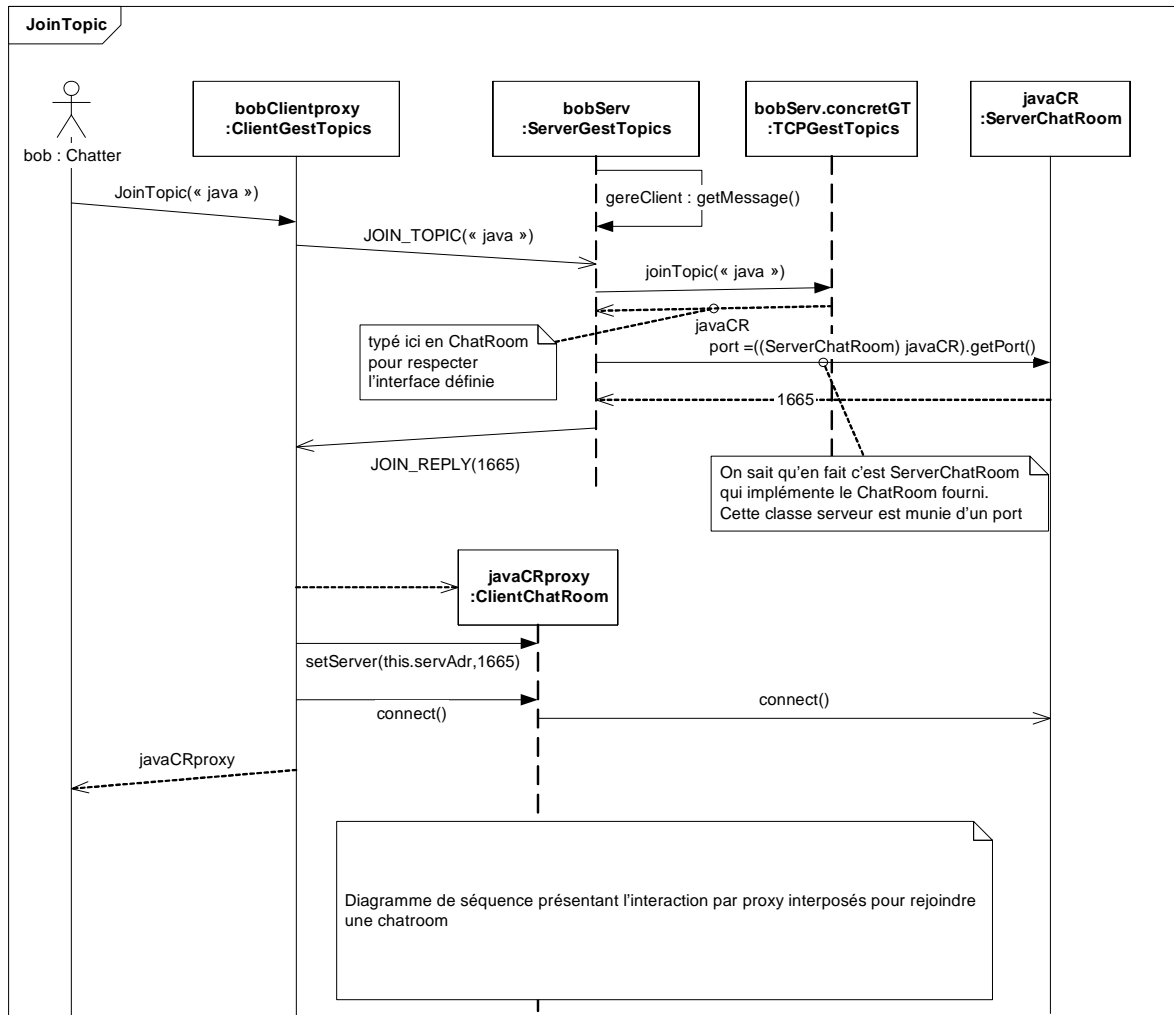 JoinTopic
bob : Chatter
bobClientproxy
:ClientGestTopics
bobServ
:ServerGestTopics
bobServ.concretGT
:TCPGestTopics
javaCR
:ServerChatRoom
JoinTopic(« java »)
gereClient : getMessage()
JOIN_TOPIC(« java »)
joinTopic(« java »)
javaCR
typé ici en ChatRoom
pour respecter
l'interface définie
port =((ServerChatRoom) javaCR).getPort()
1665
JOIN_REPLY(1665)
On sait qu'en fait c'est ServerChatRoom
qui implémente le ChatRoom fourni.
Cette classe serveur est munie d'un port
javaCRproxy
:ClientChatRoom
setServer(this.servAdr,1665)
connect()
connect()
javaCRproxy
Diagramme de séquence présentant l'interaction par proxy interposés pour rejoindre
une chatroom